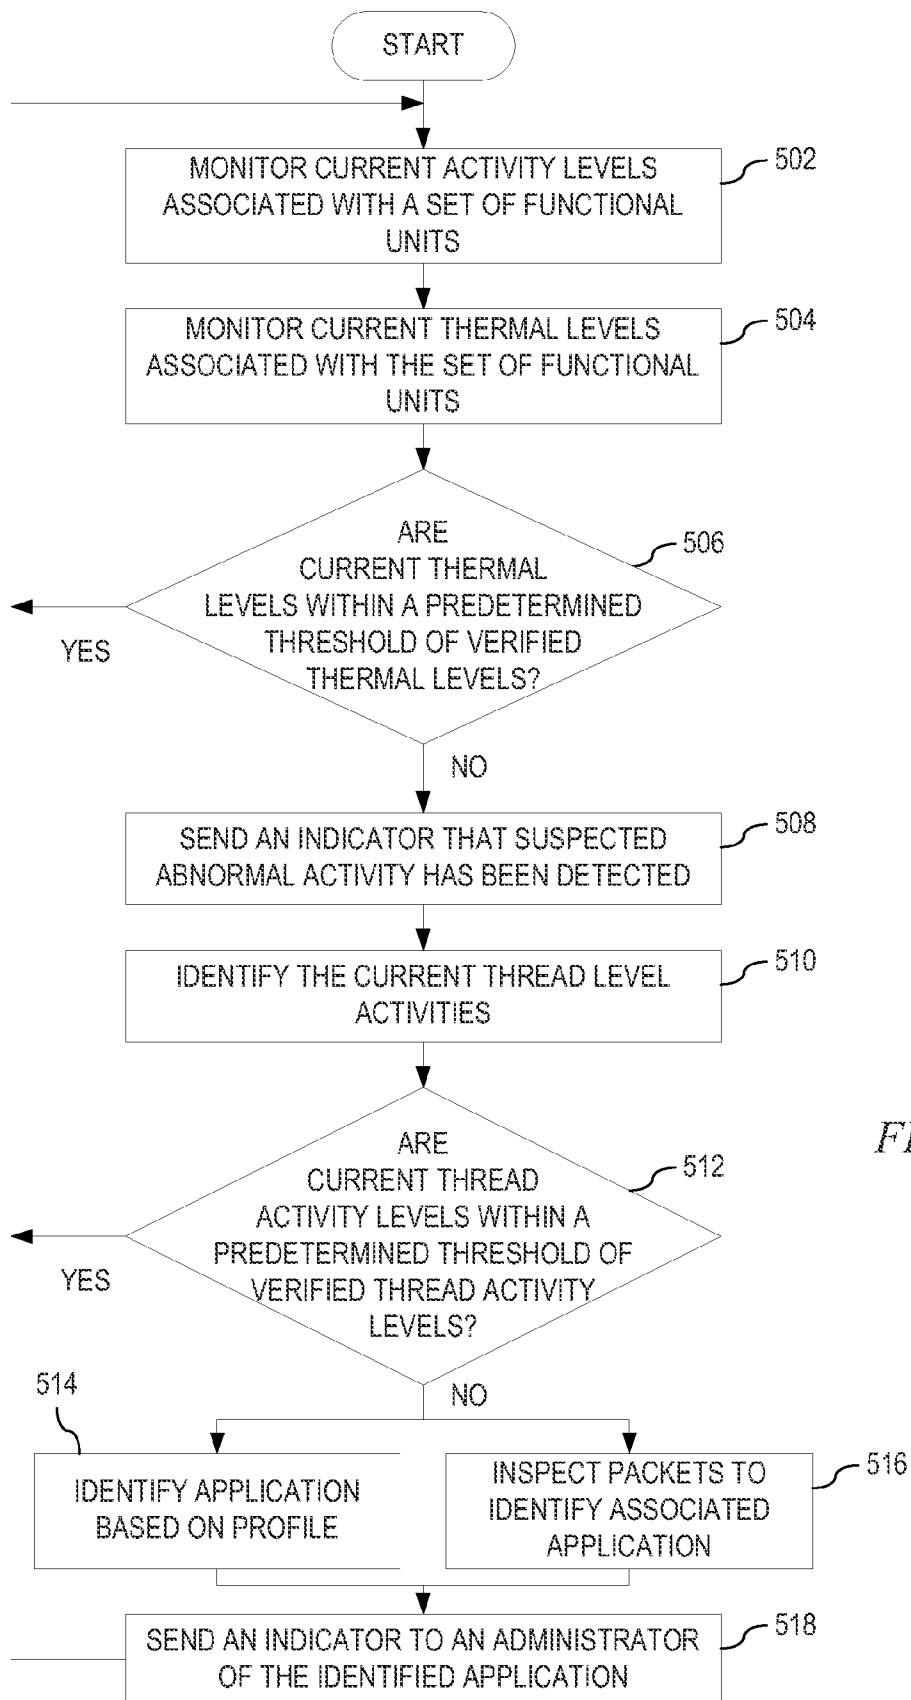 START
MONITOR CURRENT ACTIVITY LEVELS
ASSOCIATED WITH A SET OF FUNCTIONAL
UNITS
502
MONITOR CURRENT THERMAL LEVELS
ASSOCIATED WITH THE SET OF FUNCTIONAL
UNITS
504
ARE
CURRENT THERMAL
LEVELS WITHIN A PREDETERMINED
THRESHOLD OF VERIFIED
THERMAL LEVELS?
506
YES
NO
SEND AN INDICATOR THAT SUSPECTED
ABNORMAL ACTIVITY HAS BEEN DETECTED
508
IDENTIFY THE CURRENT THREAD LEVEL
ACTIVITIES
510
ARE
CURRENT THREAD
ACTIVITY LEVELS WITHIN A
PREDETERMINED THRESHOLD OF
VERIFIED THREAD ACTIVITY
LEVELS?
512
YES
NO
514
IDENTIFY APPLICATION
BASED ON PROFILE
INSPECT PACKETS TO
IDENTIFY ASSOCIATED
APPLICATION
516
SEND AN INDICATOR TO AN ADMINISTRATOR
OF THE IDENTIFIED APPLICATION
518